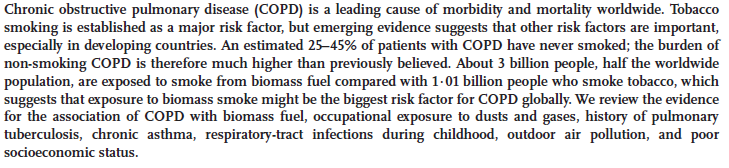 Chronic obstructive pulmonary disease (COPD) is a leading cause of morbidity and mortality worldwide. Tobacco
smoking is established as a major risk factor, but emerging evidence suggests that other risk factors are important,
especially in developing countries. An estimated 25–45% of patients with COPD have never smoked; the burden of
non-smoking COPD is therefore much higher than previously believed. About 3 billion people, half the worldwide
population, are exposed to smoke from biomass fuel compared with 1·01 billion people who smoke tobacco, which
suggests that exposure to biomass smoke might be the biggest risk factor for COPD globally. We review the evidence
for the association of COPD with biomass fuel, occupational exposure to dusts and gases, history of pulmonary
tuberculosis, chronic asthma, respiratory-tract infections during childhood, outdoor air pollution, and poor
socioeconomic status.